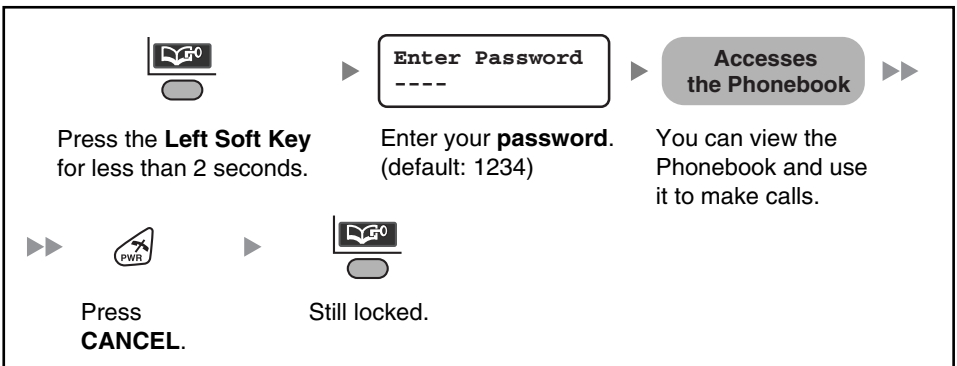 Enter Password
----
Accesses
the Phonebook
Press the Left Soft Key
for less than 2 seconds.
Enter your password.
(default: 1234)
You can view the
Phonebook and use
it to make calls.
PWR
Press
CANCEL.
Still locked.